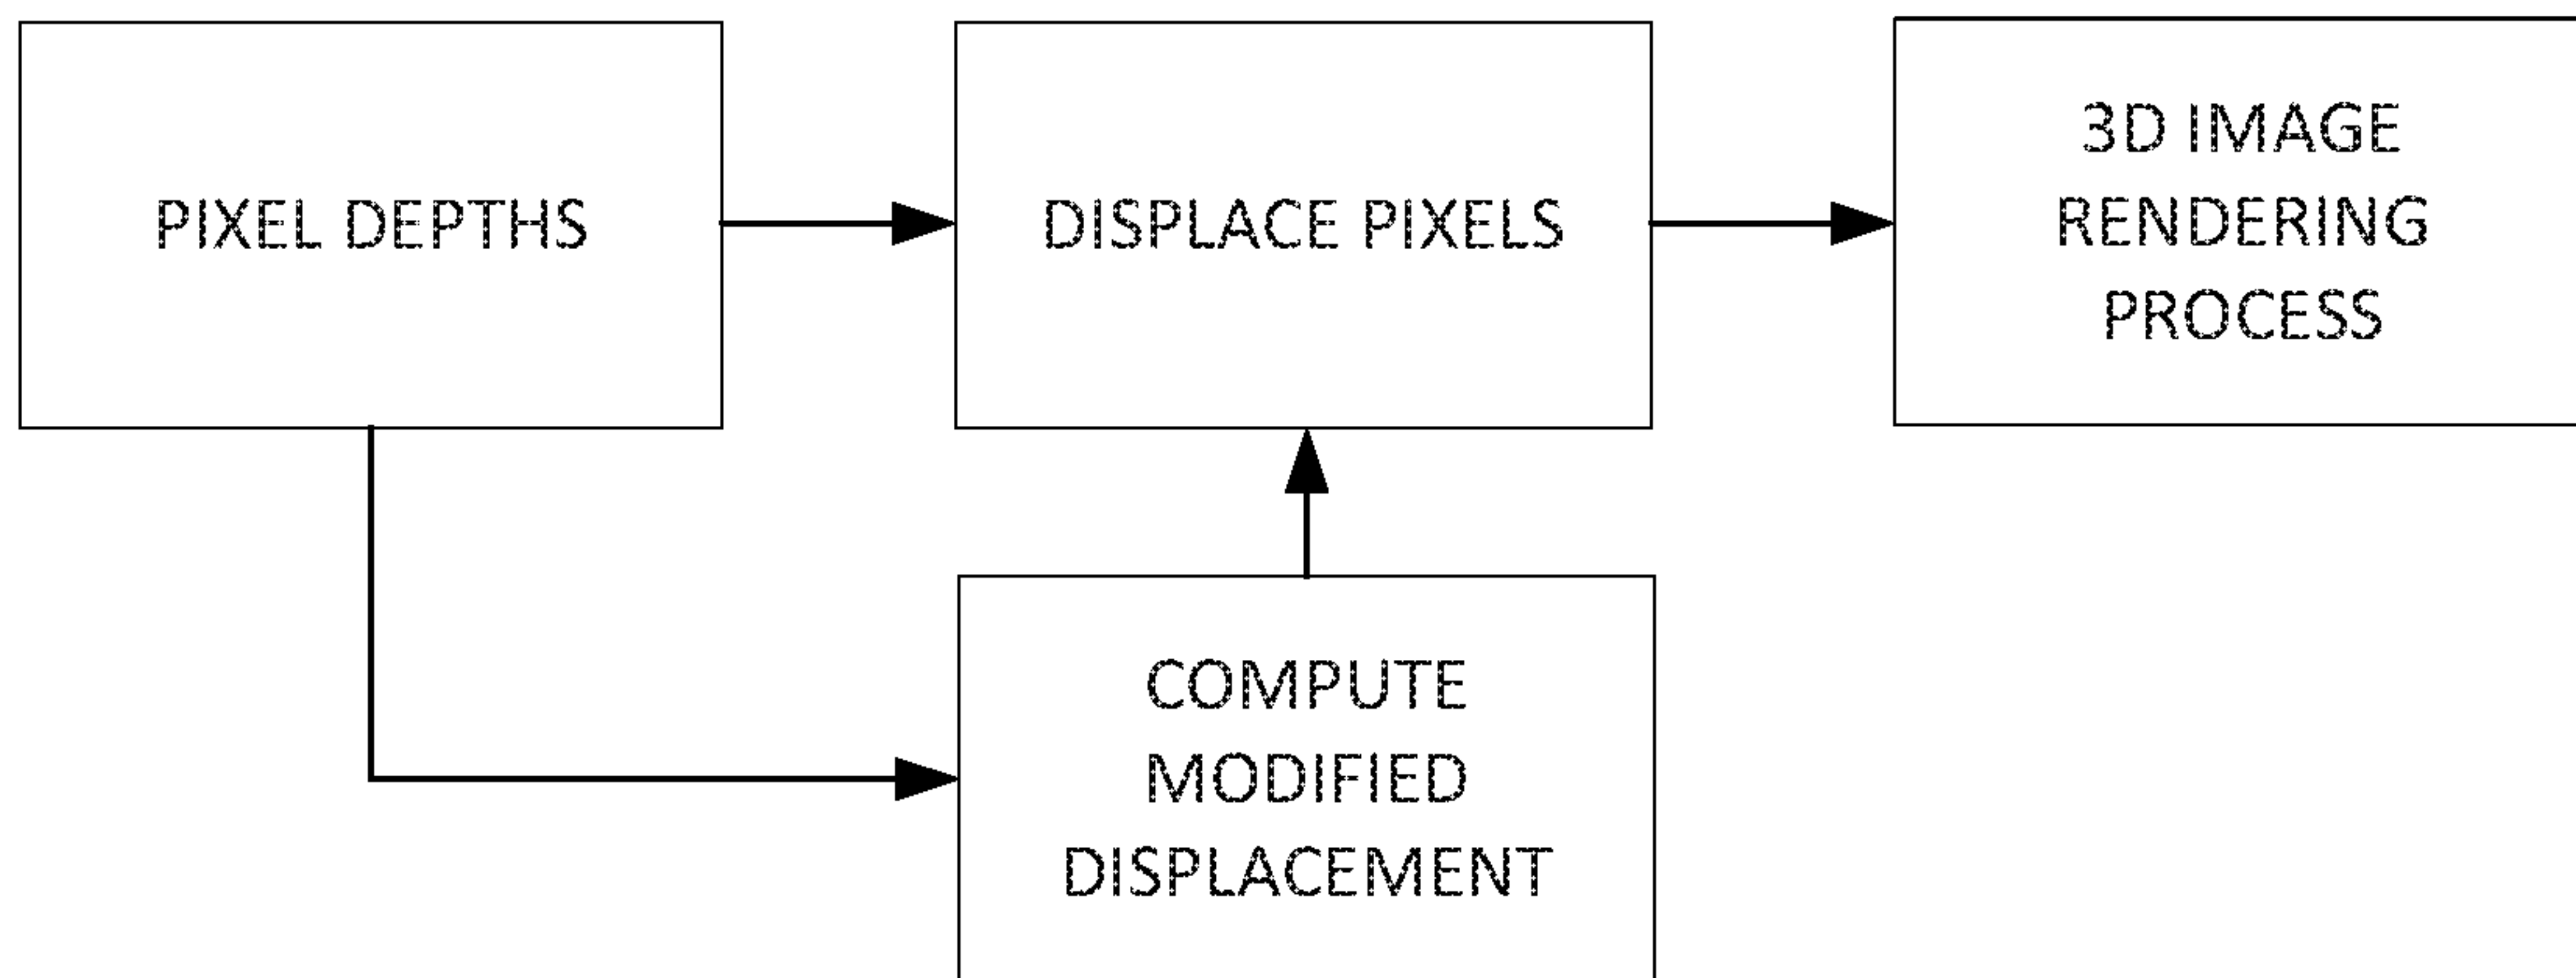 PIXEL DEPTHS
DISPLACE PIXELS
3D IMAGE
RENDERING
PROCESS
COMPUTE
MODIFIED
DISPLACEMENT